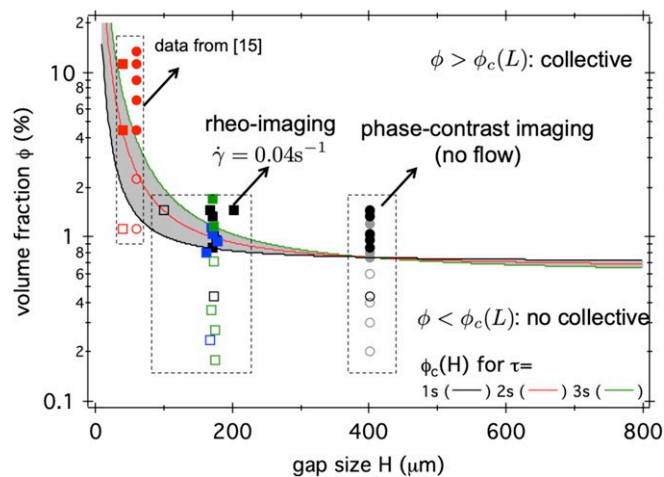 data from [15]
ϕ > ϕc(L): collective
rheo-imaging
γ̇ = 0.04s⁻¹
phase-contrast imaging
(no flow)
ϕ < ϕc(L): no collective
ϕc(H) for τ=
1s ( ) 2s ( ) 3s ( )
volume fraction ϕ (%)
2
10
8
6
4
2
1
8
6
4
2
0.1
0
200
400
600
800
gap size H (μm)